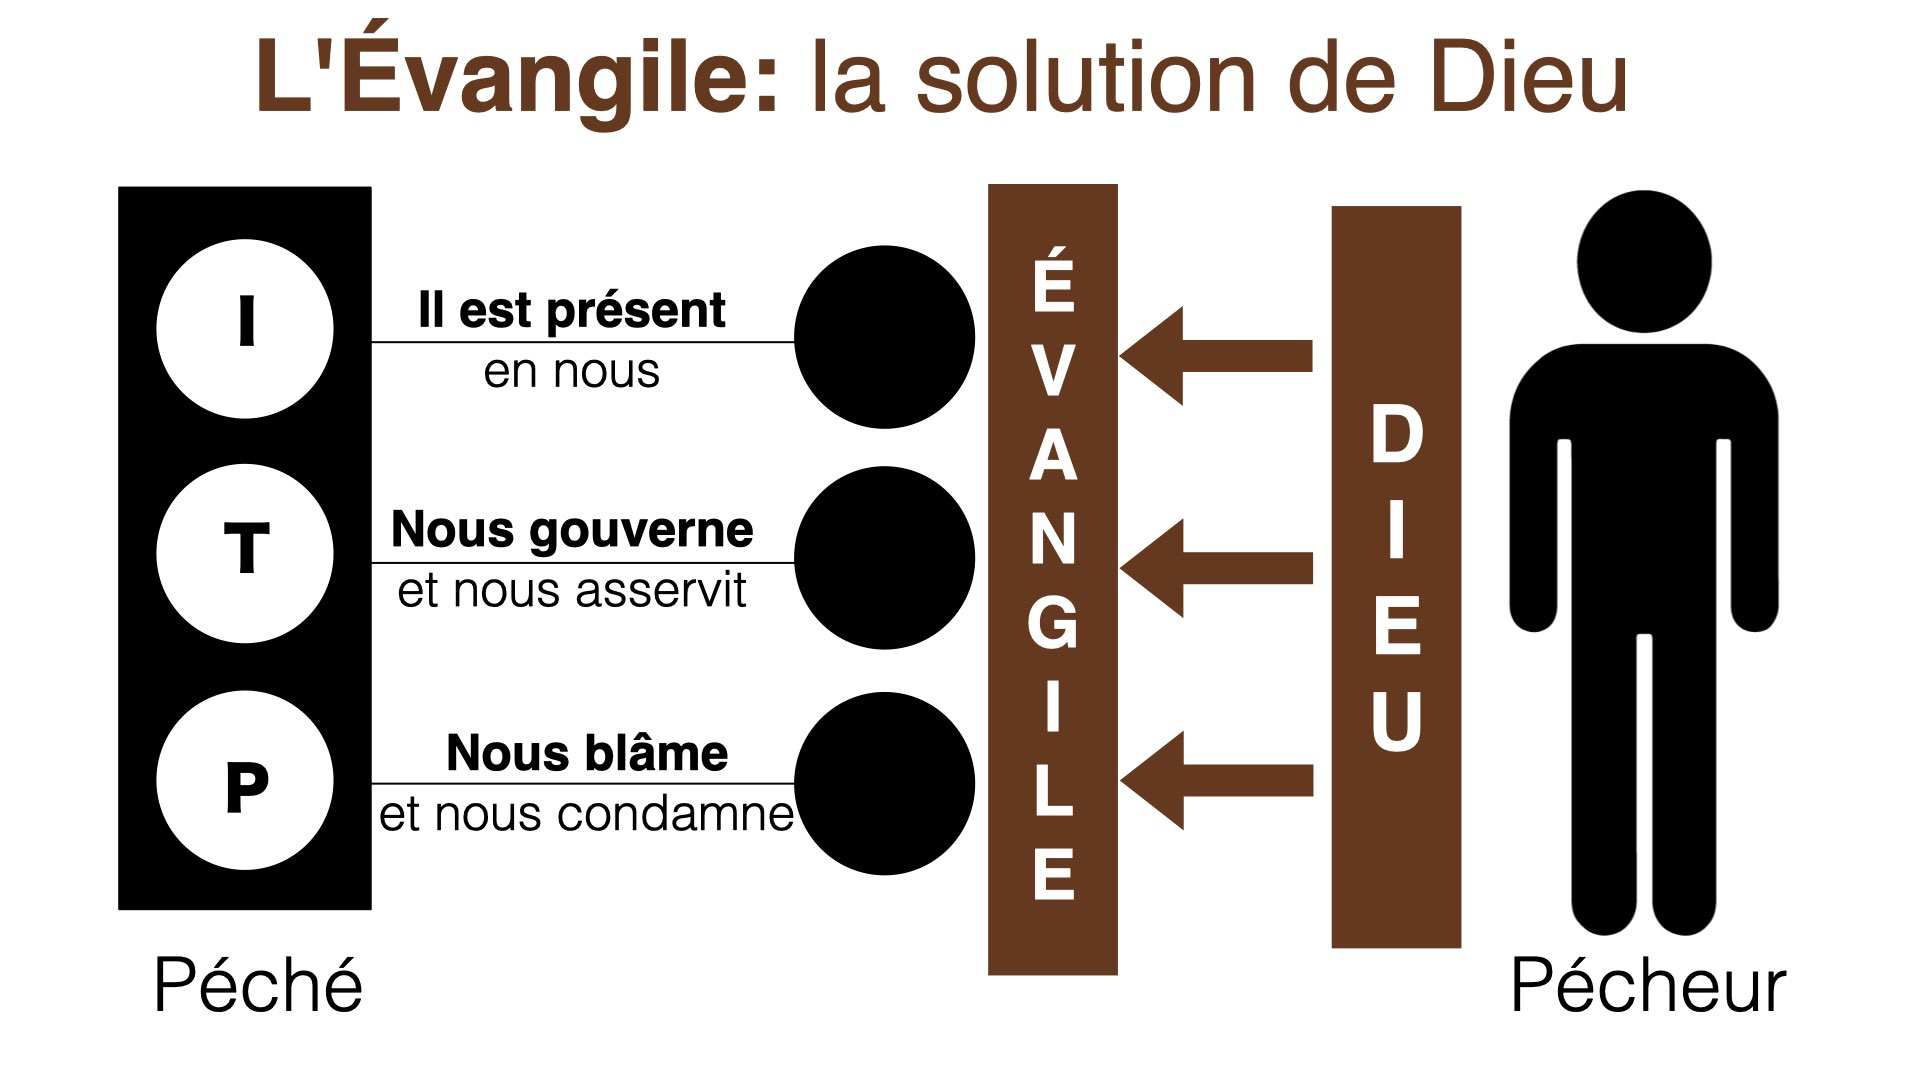 L'Évangile: la solution de Dieu
I
Il est présent
en nous
T
Nous gouverne
et nous asservit
P
Nous blâme
et nous condamne
ÉVANGILE
DIEU
Péché
Pécheur